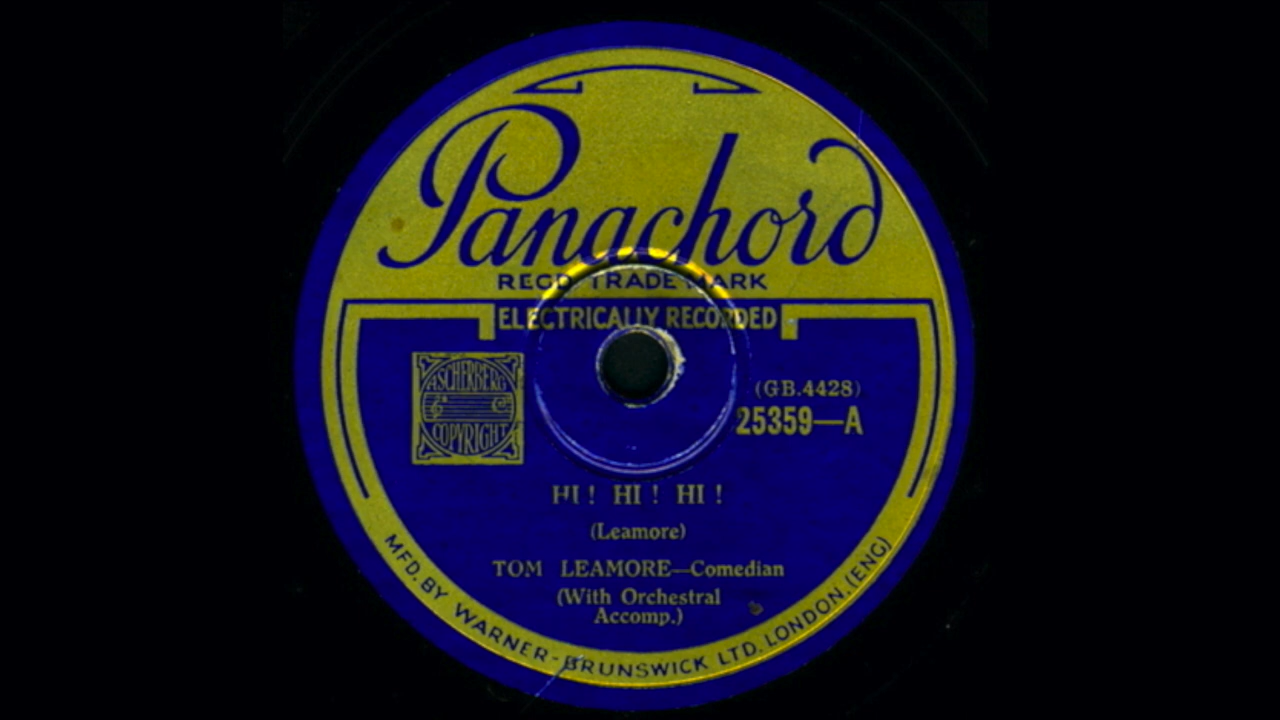 Panachord
REGD TRADE MARK
ELECTRICALLY RECORDED
ASCHERBERG
COPYRIGHT
(GB.4428)
25359—A
HI! HI! HI!
(Leamore)
TOM LEAMORE—Comedian
(With Orchestral
Accomp.)
MFD. BY WARNER-BRUNSWICK LTD. LONDON, (ENG)